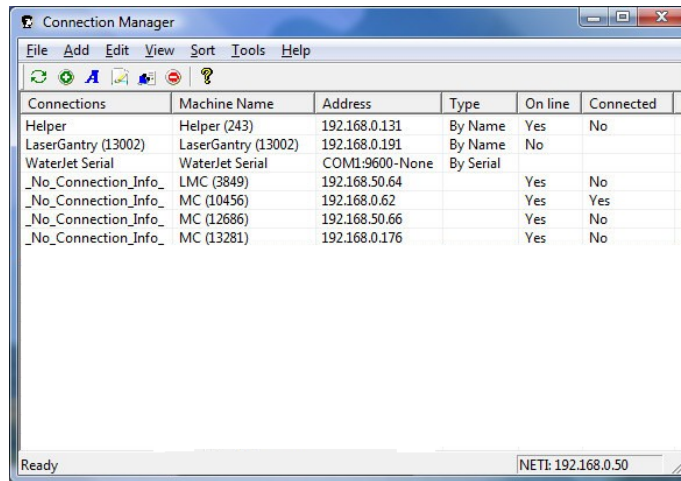 Connection Manager
File Add Edit View Sort Tools Help
Connections Machine Name Address Type On line Connected
Helper Helper (243) 192.168.0.131 By Name Yes No
LaserGantry (13002) LaserGantry (13002) 192.168.0.191 By Name No
WaterJet Serial WaterJet Serial COM1:9600-None By Serial
_No_Connection_Info_ LMC (3849) 192.168.50.64 Yes No
_No_Connection_Info_ MC (10456) 192.168.0.62 Yes Yes
_No_Connection_Info_ MC (12686) 192.168.50.66 Yes No
_No_Connection_Info_ MC (13281) 192.168.0.176 Yes No
Ready NETI: 192.168.0.50